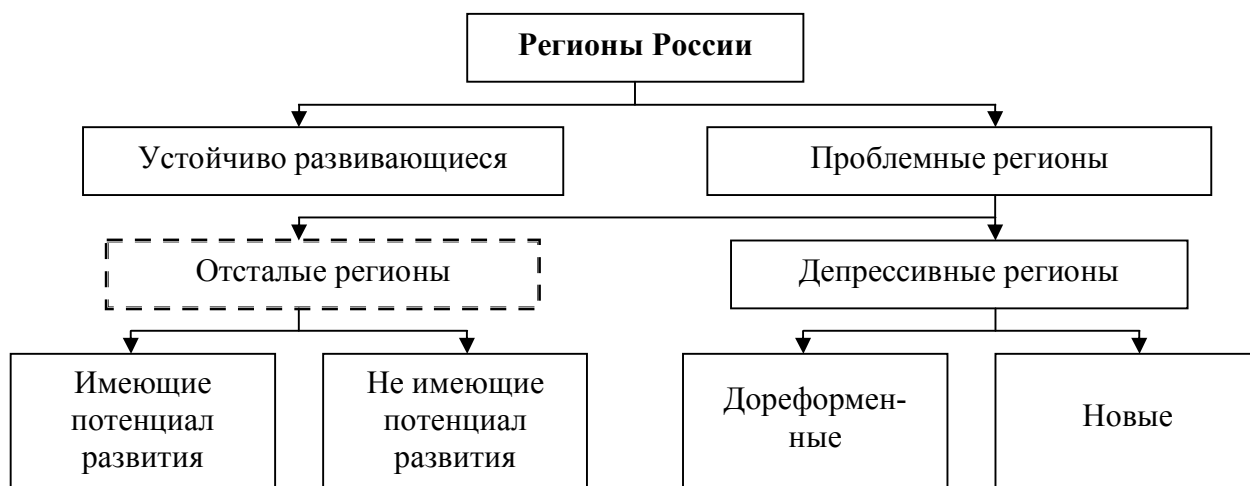 Регионы России
Устойчиво развивающиеся
Проблемные регионы
Отсталые регионы
Депрессивные регионы
Имеющие
потенциал
развития
Не имеющие
потенциал
развития
Дореформен-
ные
Новые